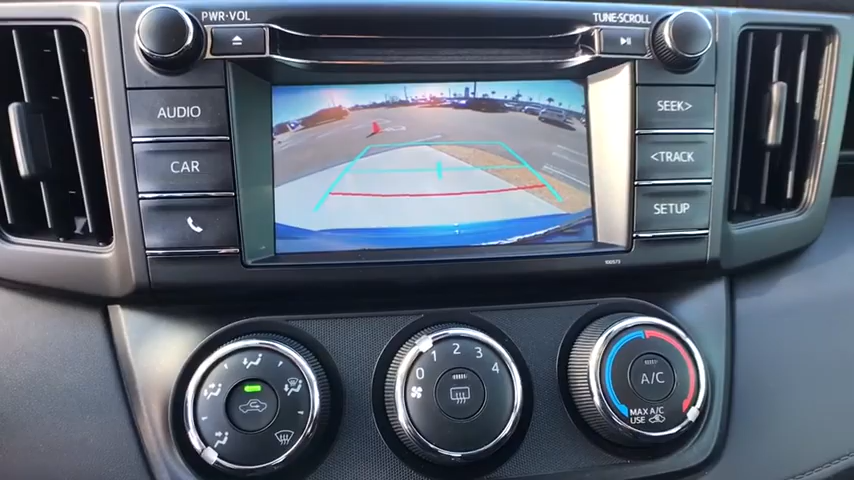 PWR·VOL
TUNE·SCROLL
AUDIO
CAR
SEEK>
<TRACK
SETUP
0 1 2 3 4
A/C
MAX A/C
USE